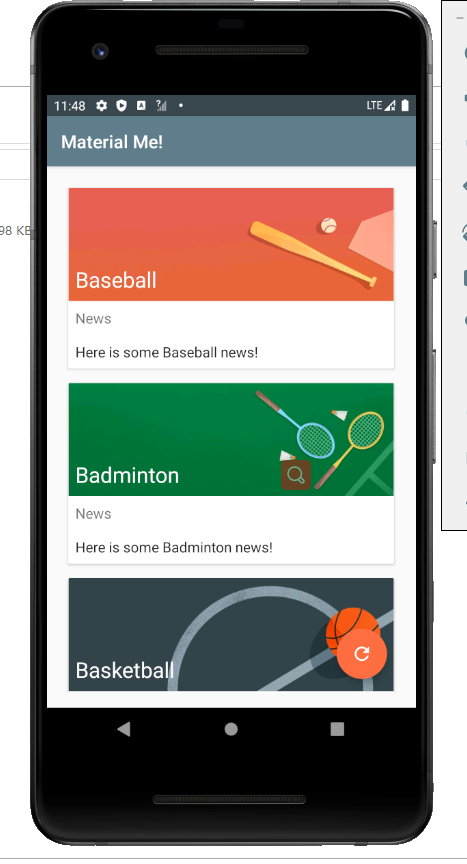 11:48
LTE
Material Me!
98 KB
Baseball
News
Here is some Baseball news!
Badminton
News
Here is some Badminton news!
Basketball